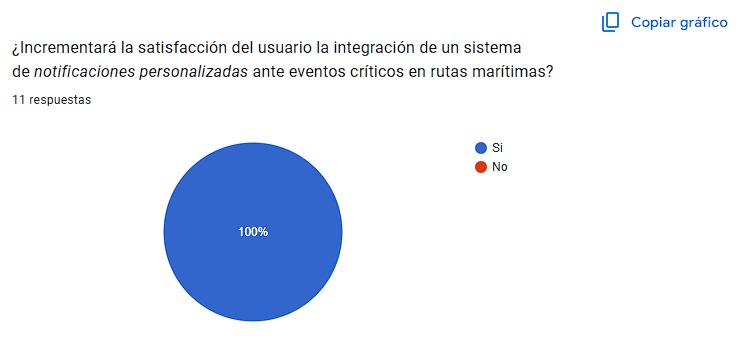 Copiar gráfico
¿Incrementará la satisfacción del usuario la integración de un sistema
de notificaciones personalizadas ante eventos críticos en rutas marítimas?
11 respuestas
Si
No
100%